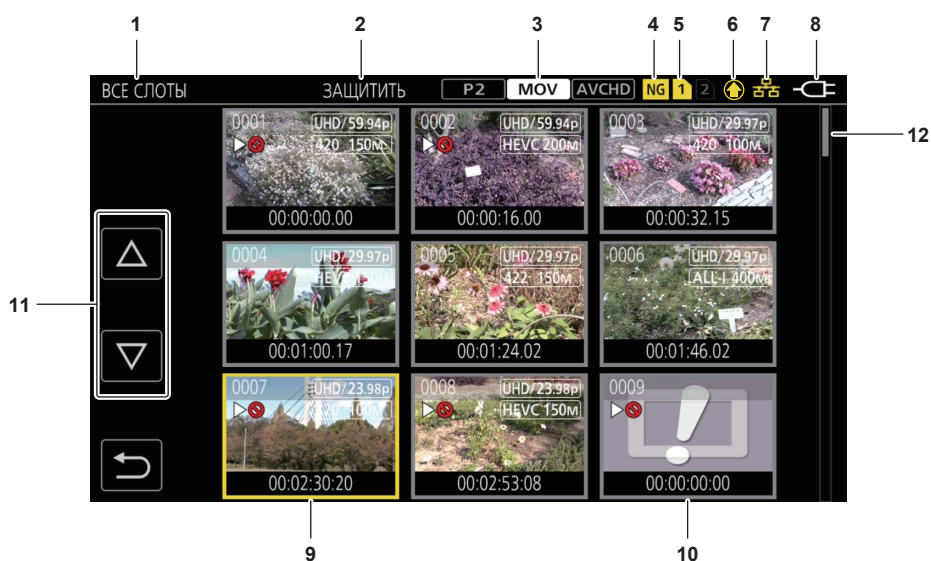 1 2 3 4 5 6 7 8
ВСЕ СЛОТЫ ЗАЩИТИТЬ P2 MOV AVCHD NG 1 2
12
0001 UHD/59.94p
420 150M
00:00:00.00
0002 UHD/59.94p
HEVC 200M
00:00:16.00
0003 UHD/29.97p
420 100M
00:00:32.15
11
0004 UHD/29.97p
HEVC 150M
00:01:00.17
0005 UHD/29.97p
422 150M
00:01:24.02
0006 UHD/29.97p
ALL-I 400M
00:01:46.02
0007 UHD/23.98p
420 100M
00:02:30:20
0008 UHD/23.98p
HEVC 150M
00:02:53:08
0009
00:00:00:00
9 10